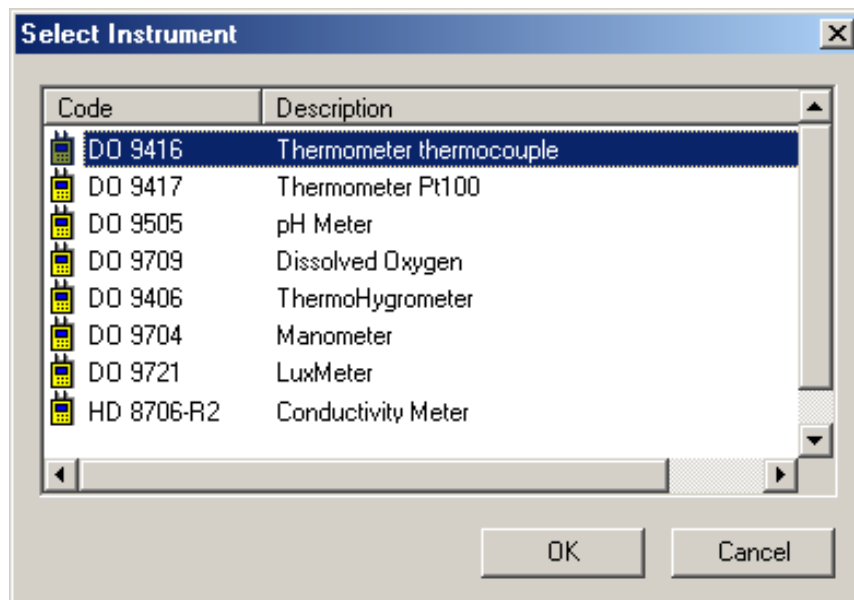 Select Instrument
Code Description
DO 9416 Thermometer thermocouple
DO 9417 Thermometer Pt100
DO 9505 pH Meter
DO 9709 Dissolved Oxygen
DO 9406 ThermoHygrometer
DO 9704 Manometer
DO 9721 LuxMeter
HD 8706-R2 Conductivity Meter
OK Cancel